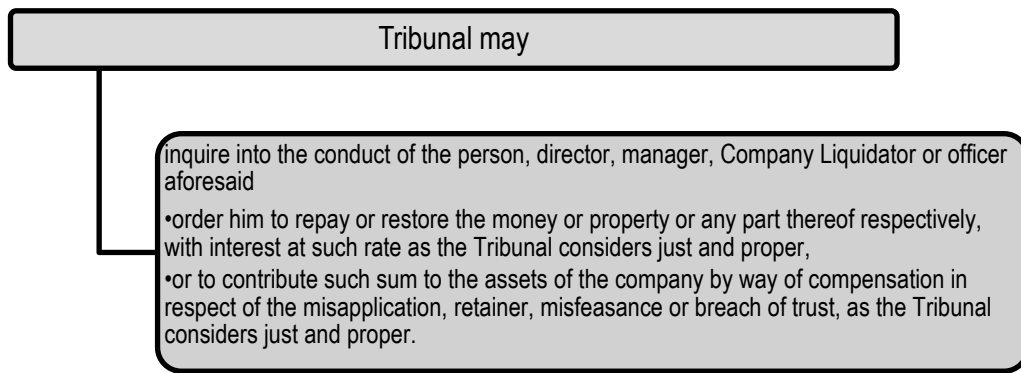 Tribunal may
inquire into the conduct of the person, director, manager, Company Liquidator or officer
aforesaid
•order him to repay or restore the money or property or any part thereof respectively,
with interest at such rate as the Tribunal considers just and proper,
•or to contribute such sum to the assets of the company by way of compensation in
respect of the misapplication, retainer, misfeasance or breach of trust, as the Tribunal
considers just and proper.